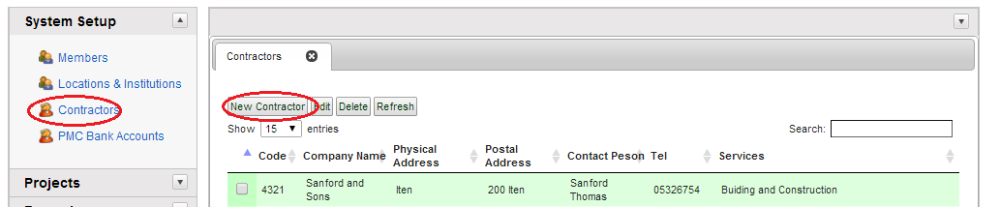 System Setup
Members
Locations & Institutions
Contractors
PMC Bank Accounts
Projects
Contractors
New Contractor Edit Delete Refresh
Show 15 entries Search:
Code Company Name Physical Address Postal Address Contact Peson Tel Services
4321 Sanford and Sons Iten 200 Iten Sanford Thomas 05326754 Buiding and Construction